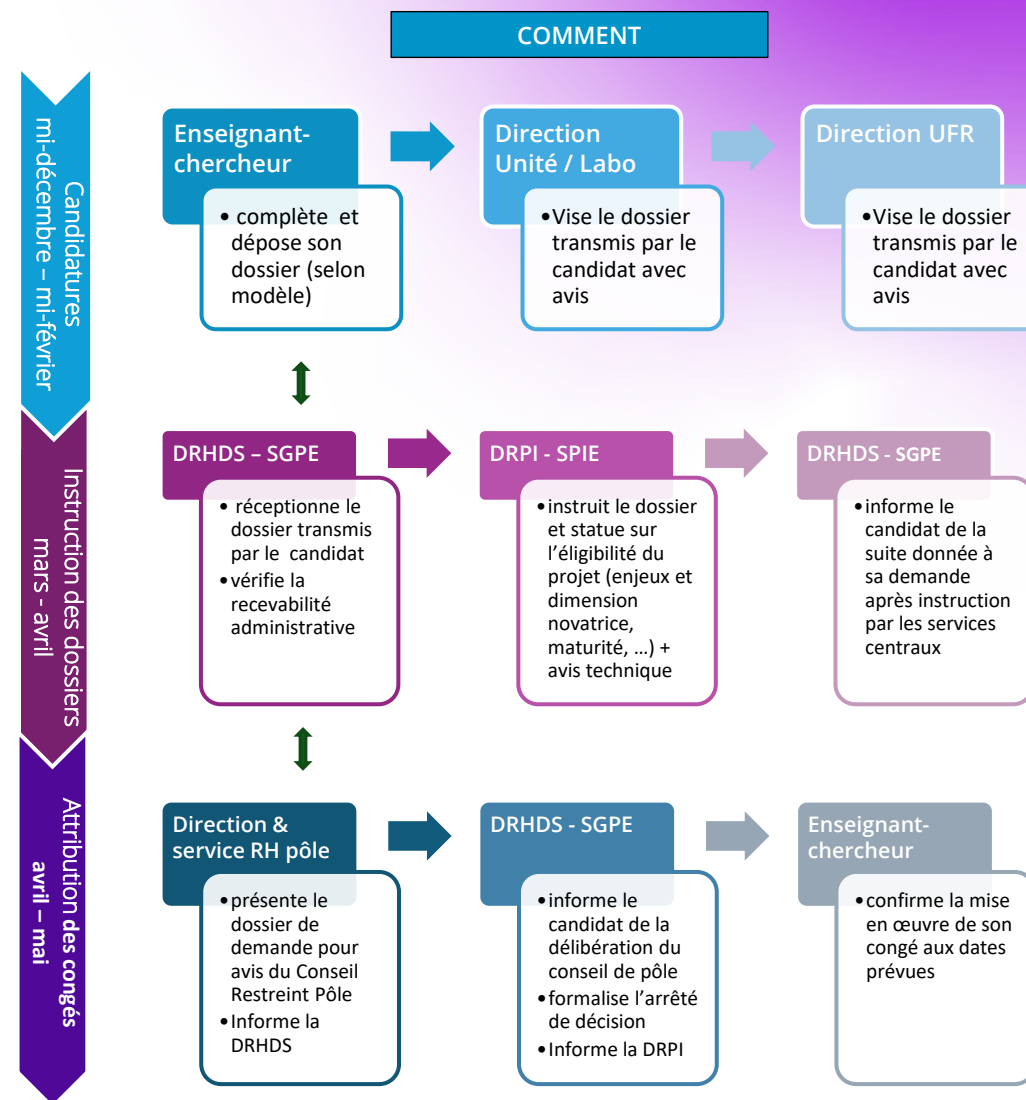 COMMENT
Candidatures
mi-décembre – mi-février
Enseignant-
chercheur
• complète et
dépose son
dossier (selon
modèle)
Direction
Unité / Labo
•Vise le dossier
transmis par le
candidat avec
avis
Direction UFR
•Vise le dossier
transmis par le
candidat avec
avis
Instruction des dossiers
mars - avril
DRHDS – SGPE
• réceptionne le
dossier transmis
par le candidat
•vérifie la
recevabilité
administrative
DRPI - SPIE
•instruit le dossier
et statue sur
l’éligibilité du
projet (enjeux et
dimension
novatrice,
maturité, ...) +
avis technique
DRHDS - SGPE
•informe le
candidat de la
suite donnée à
sa demande
après instruction
par les services
centraux
Attribution des congés
avril – mai
Direction &
service RH pôle
•présente le
dossier de
demande pour
avis du Conseil
Restreint Pôle
•Informe la
DRHDS
DRHDS - SGPE
•informe le
candidat de la
délibération du
conseil de pôle
•formalise l’arrêté
de décision
•Informe la DRPI
Enseignant-
chercheur
•confirme la mise
en œuvre de son
congé aux dates
prévues